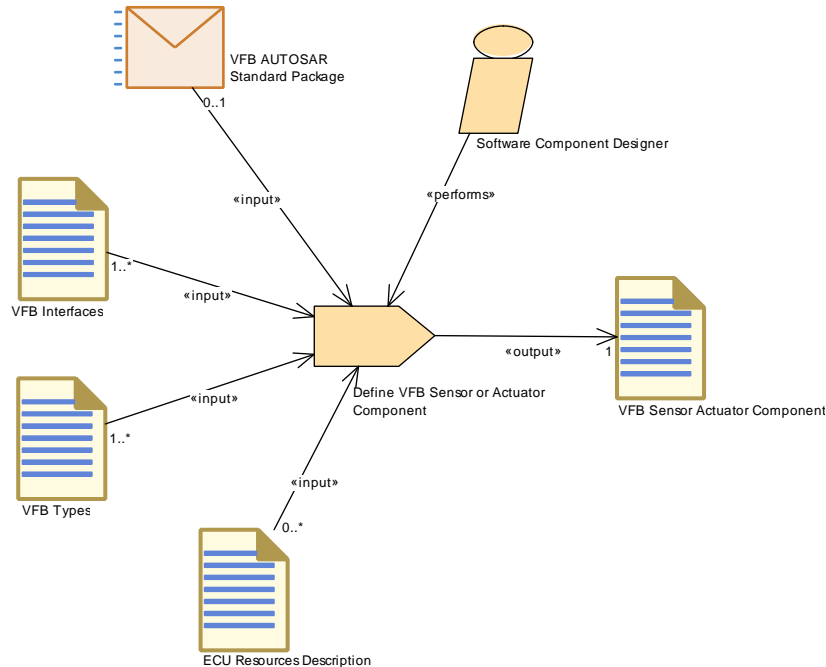 VFB AUTOSAR
Standard Package
0..1
Software Component Designer
«input»
«performs»
1..*
«input»
VFB Interfaces
«output»
1
Define VFB Sensor or Actuator
Component
VFB Sensor Actuator Component
«input»
1..*
VFB Types
«input»
0..*
ECU Resources Description